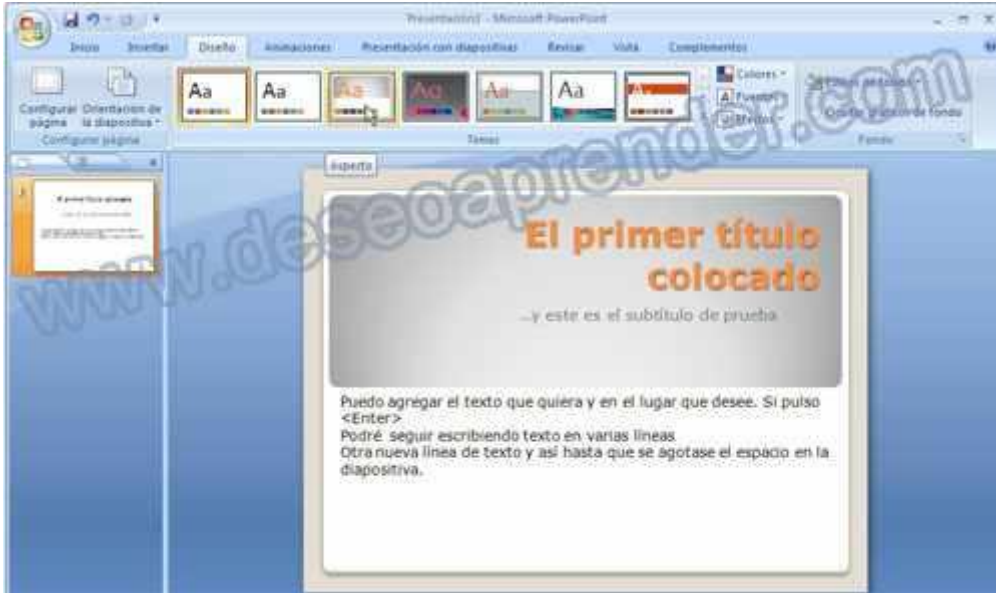 Presentación1 - Microsoft PowerPoint
Inicio Insertar Diseño Animaciones Presentación con diapositivas Revisar Vista Complementos
Aa Aa Aa Aa Aa Aa Aa
Colores
Fuentes
Efectos
Configurar página
Orientación de la diapositiva
Configurar página
Temas
Fondo
www.deseoaprender.com
1
El primer título
colocado
...y este es el subtítulo de prueba
Puedo agregar el texto que quiera y en el lugar que desee. Si pulso
<Enter>
Podré seguir escribiendo texto en varias líneas
Otra nueva línea de texto y así hasta que se agotase el espacio en la
diapositiva.